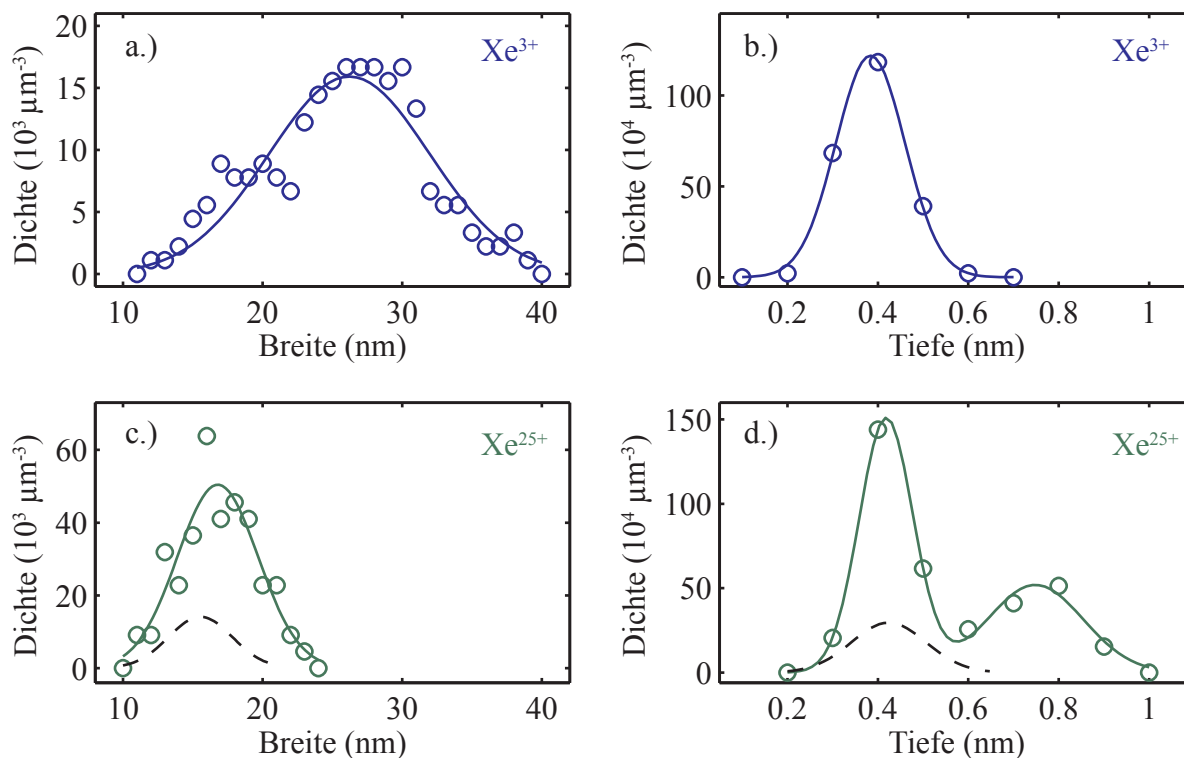 a.)
Xe³⁺
Dichte (10³ µm⁻³)
20
15
10
5
0
10 20 30 40
Breite (nm)
b.)
Xe³⁺
Dichte (10⁴ µm⁻³)
100
50
0
0.2 0.4 0.6 0.8 1
Tiefe (nm)
c.)
Xe²⁵⁺
Dichte (10³ µm⁻³)
60
40
20
0
10 20 30 40
Breite (nm)
d.)
Xe²⁵⁺
Dichte (10⁴ µm⁻³)
150
100
50
0
0.2 0.4 0.6 0.8 1
Tiefe (nm)